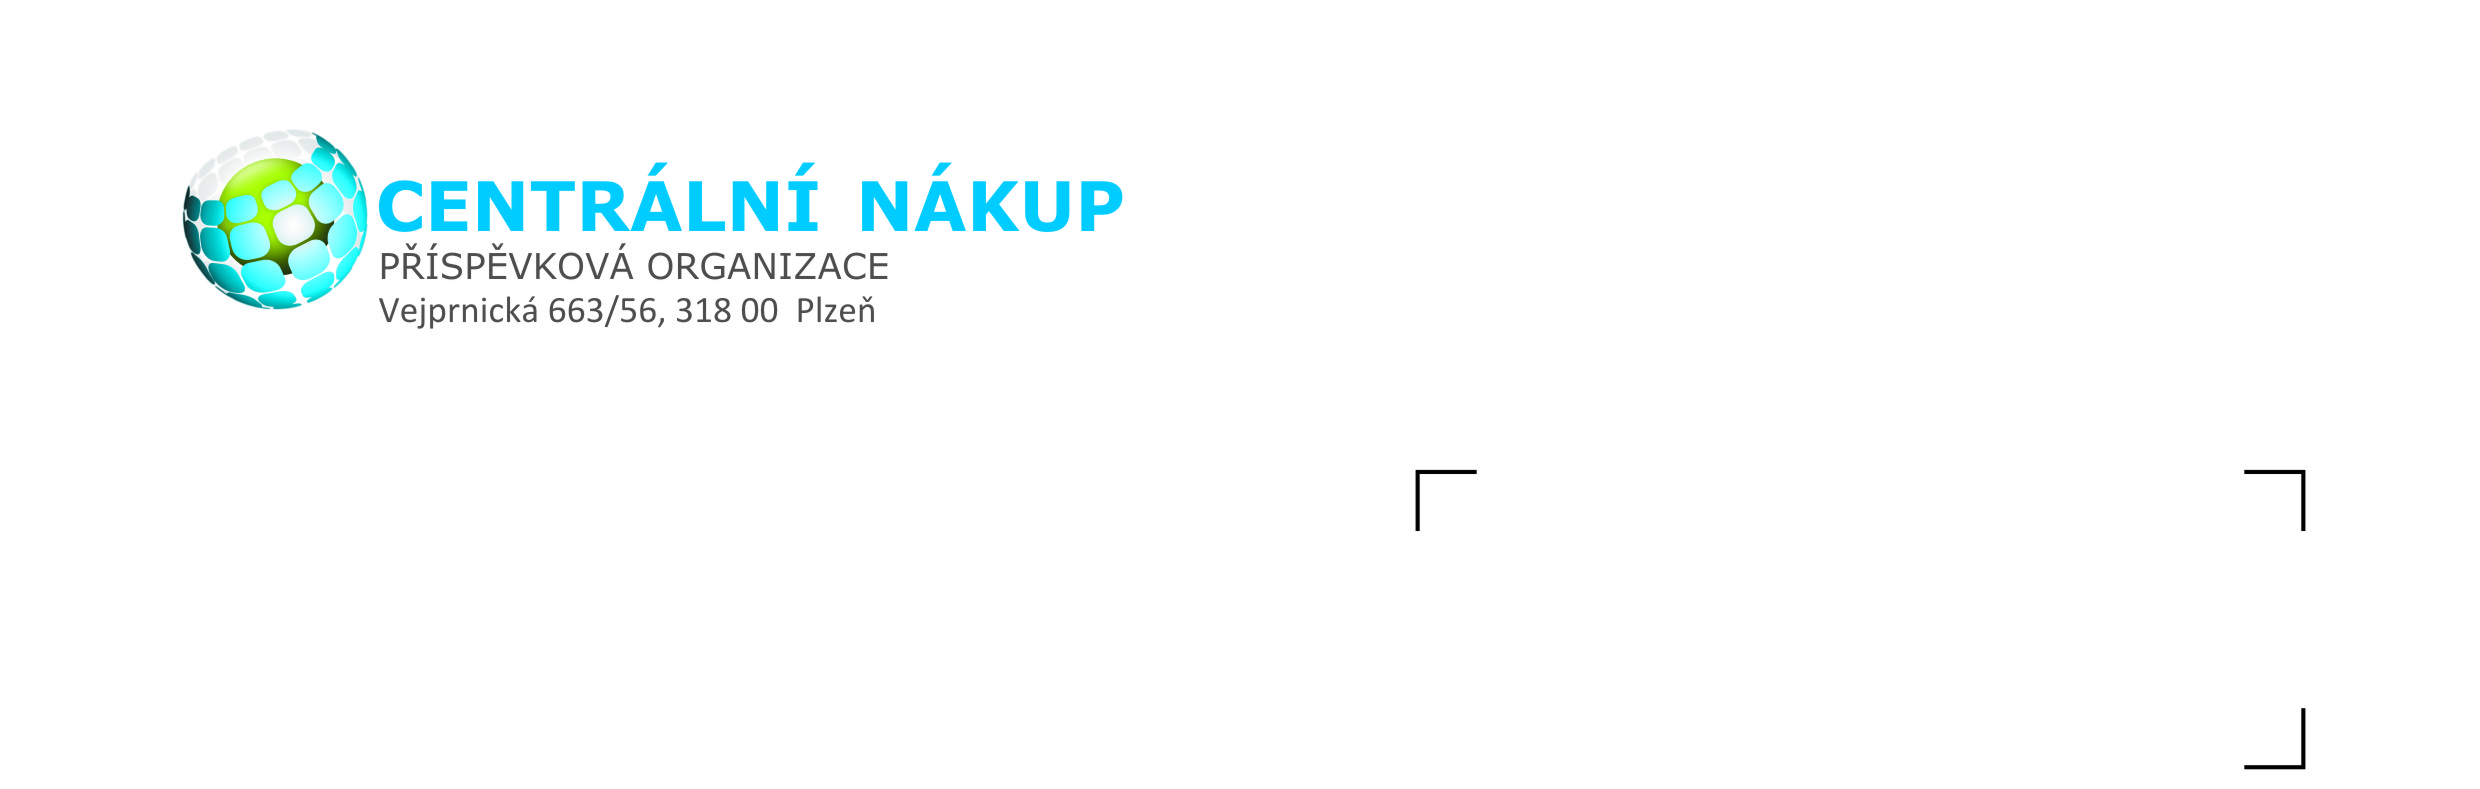 CENTRÁLNÍ NÁKUP
PŘÍSPĚVKOVÁ ORGANIZACE
Vejprnická 663/56, 318 00  Plzeň